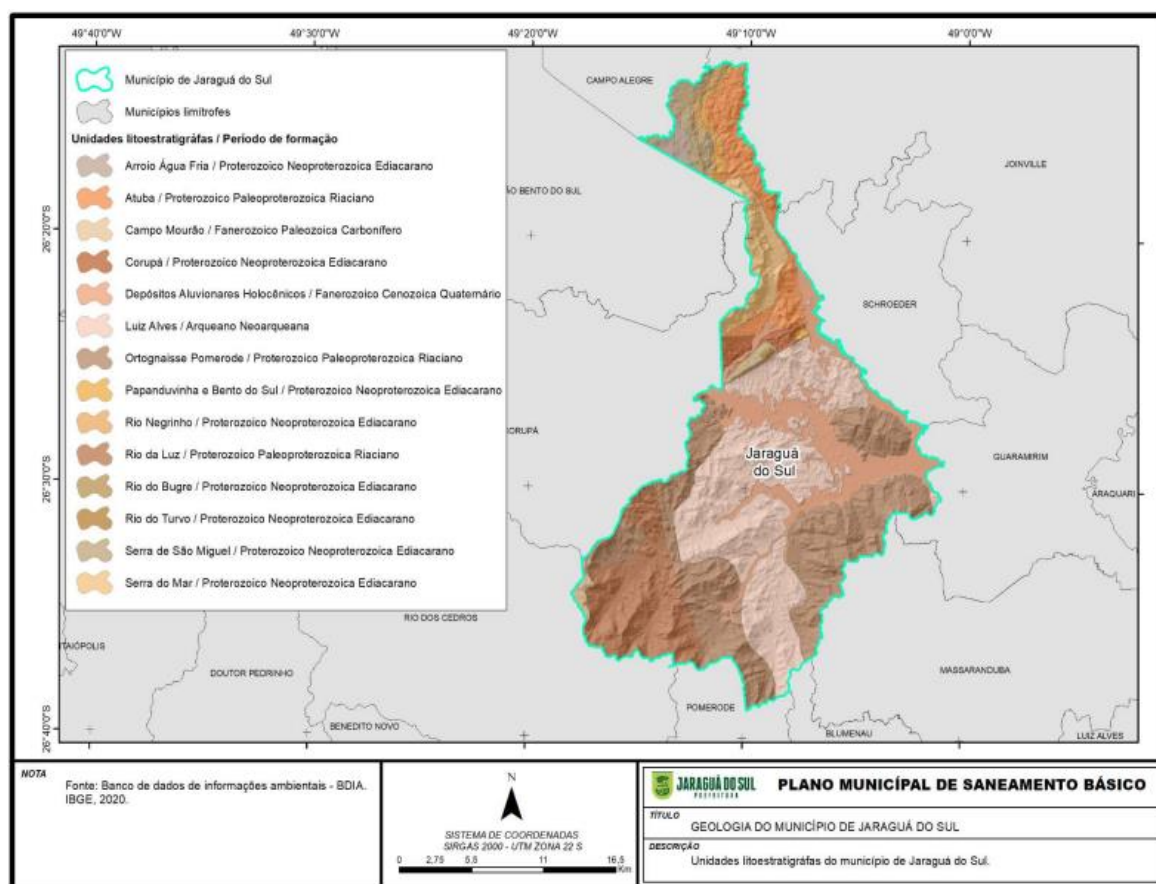 49°40'0"W
49°30'0"W
49°20'0"W
49°10'0"W
49°0'0"W
26°20'0"S
26°30'0"S
26°40'0"S
Município de Jaraguá do Sul
Municípios limítrofes
Unidades litoestratigráfas / Período de formação
Arroio Água Fria / Proterozoico Neoproterozoica Ediacarano
Atuba / Proterozoico Paleoproterozoica Riaciano
Campo Mourão / Fanerozoico Paleozoica Carbonífero
Corupá / Proterozoico Neoproterozoica Ediacarano
Depósitos Aluvionares Holocênicos / Fanerozoico Cenozoica Quaternário
Luiz Alves / Arqueano Neoarqueana
Ortognaisse Pomerode / Proterozoico Paleoproterozoica Riaciano
Papanduvinha e Bento do Sul / Proterozoico Neoproterozoica Ediacarano
Rio Negrinho / Proterozoico Neoproterozoica Ediacarano
Rio da Luz / Proterozoico Paleoproterozoica Riaciano
Rio do Bugre / Proterozoico Neoproterozoica Ediacarano
Rio do Turvo / Proterozoico Neoproterozoica Ediacarano
Serra de São Miguel / Proterozoico Neoproterozoica Ediacarano
Serra do Mar / Proterozoico Neoproterozoica Ediacarano
CAMPO ALEGRE
JOINVILLE
ÃO BENTO DO SUL
SCHROEDER
ORUPÁ
Jaraguá
do Sul
GUARAMIRIM
ARAQUARI
RIO DOS CEDROS
ITAIÓPOLIS
DOUTOR PEDRINHO
MASSARANDUBA
POMERODE
BENEDITO NOVO
BLUMENAU
LUIZ ALVES
NOTA
Fonte: Banco de dados de informações ambientais - BDIA.
IBGE, 2020.
N
SISTEMA DE COORDENADAS
SIRGAS 2000 - UTM ZONA 22 S
0 2,75 5,5 11 16,5
Km
JARAGUÁ DO SUL
PREFEITURA
PLANO MUNICÍPAL DE SANEAMENTO BÁSICO
TÍTULO
GEOLOGIA DO MUNICÍPIO DE JARAGUÁ DO SUL
DESCRIÇÃO
Unidades litoestratigráfas do município de Jaraguá do Sul.